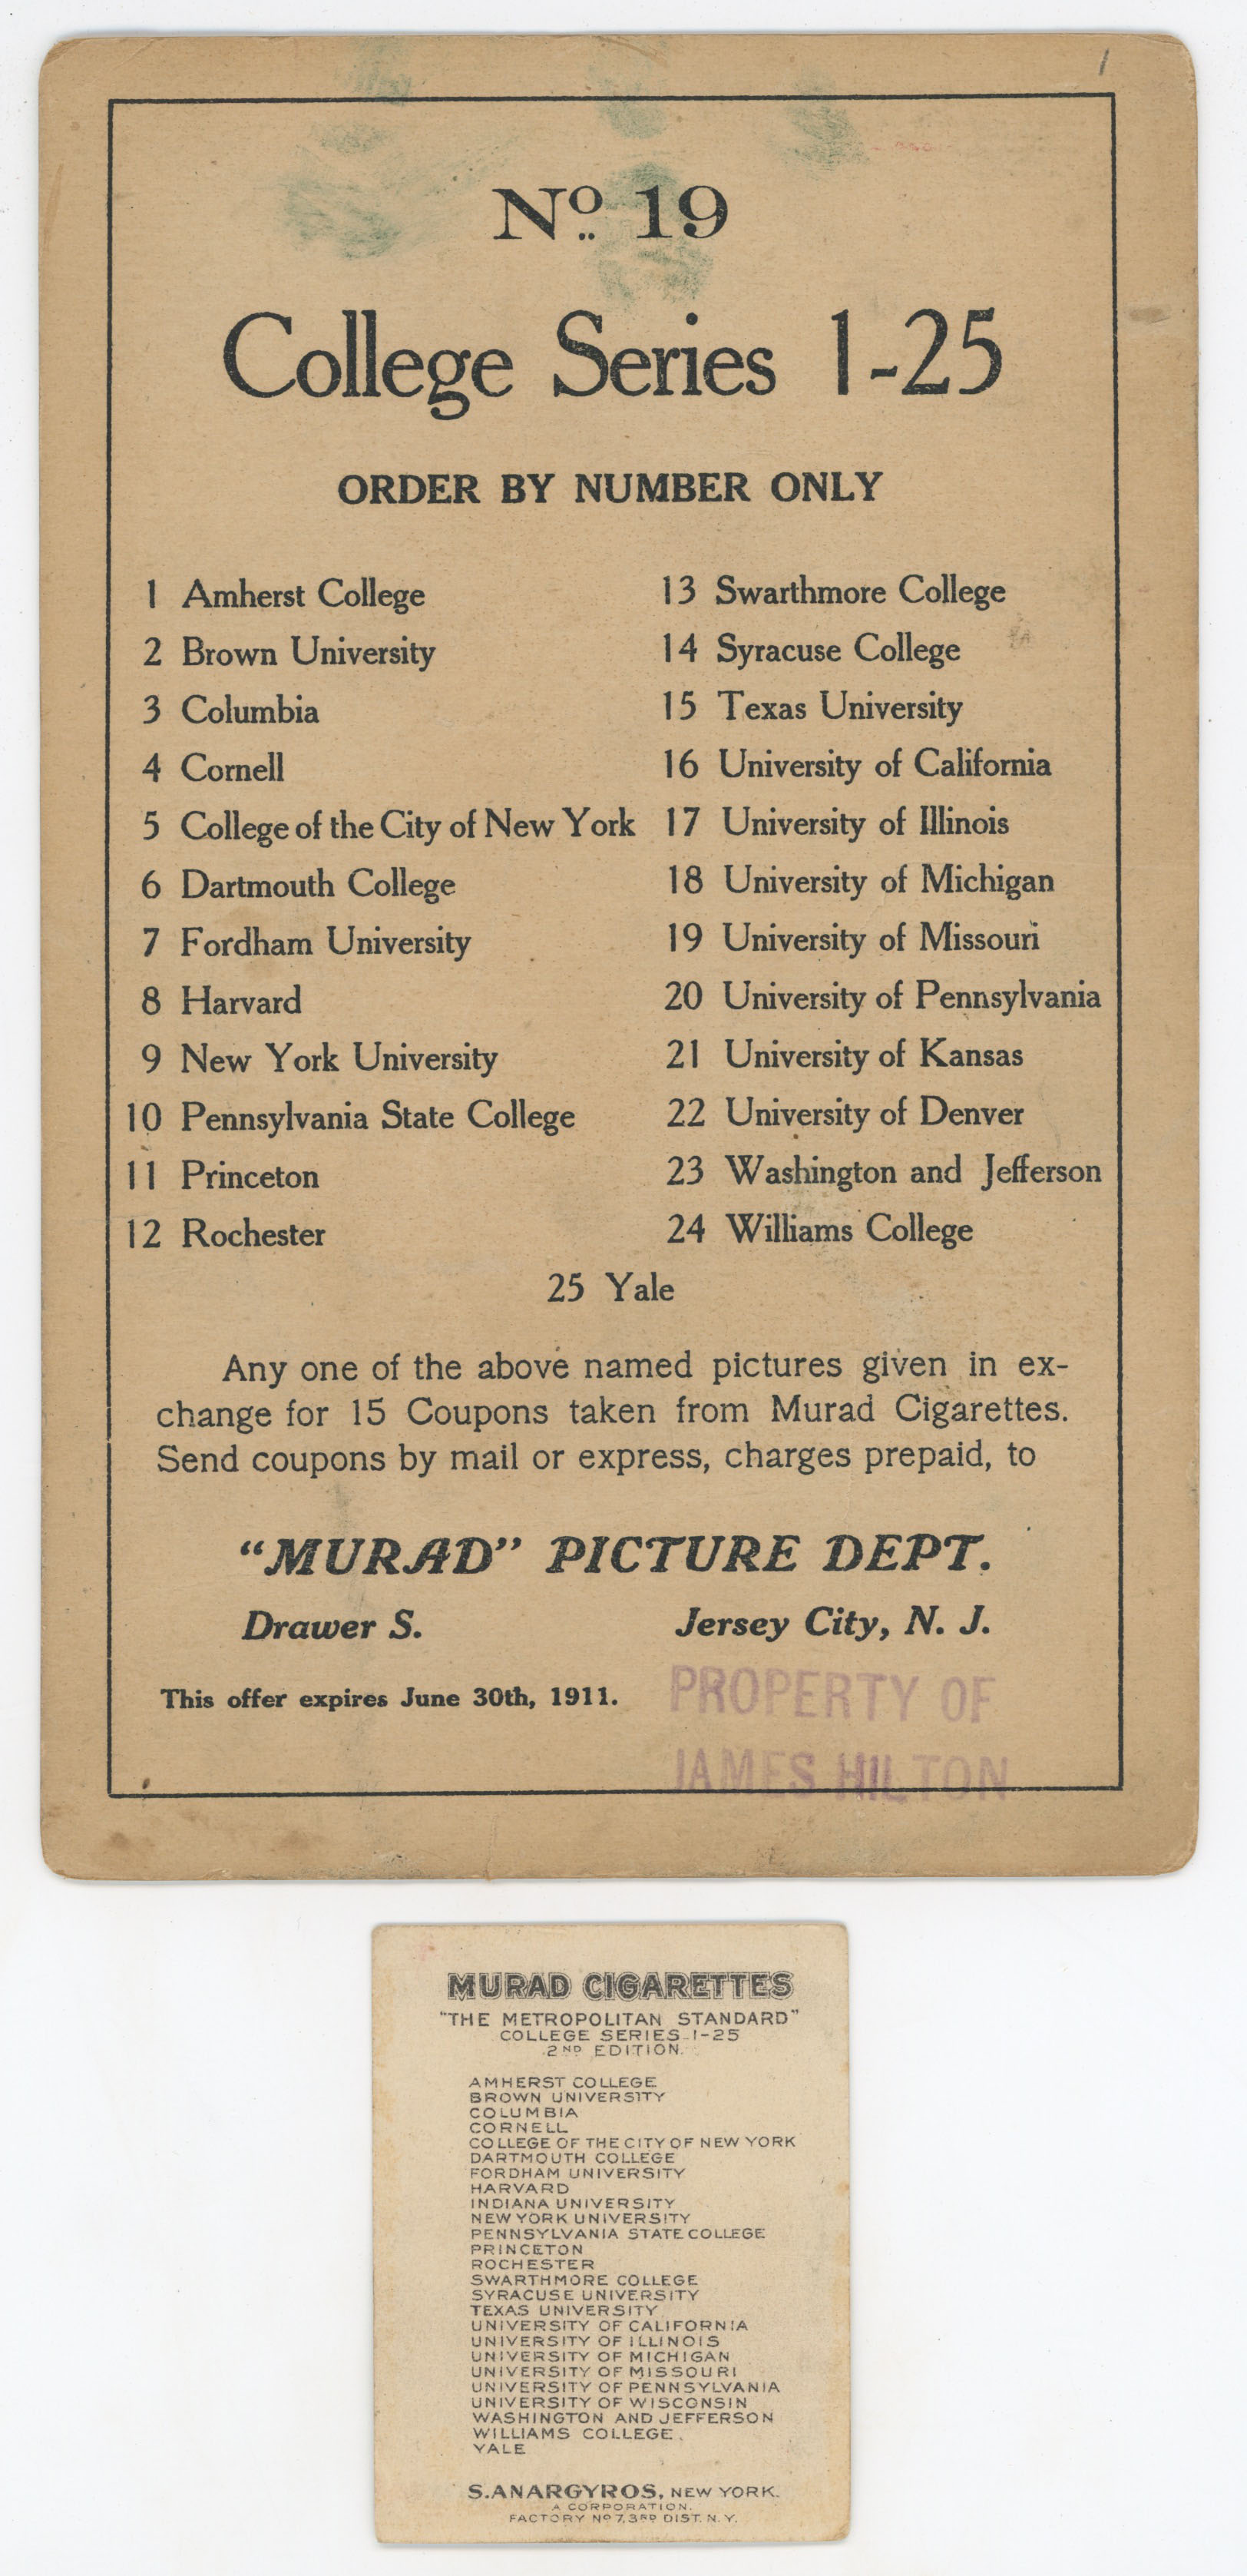 1
Nọ 19
College Series 1-25
ORDER BY NUMBER ONLY
1 Amherst College
2 Brown University
3 Columbia
4 Cornell
5 College of the City of New York
6 Dartmouth College
7 Fordham University
8 Harvard
9 New York University
10 Pennsylvania State College
11 Princeton
12 Rochester
13 Swarthmore College
14 Syracuse College
15 Texas University
16 University of California
17 University of Illinois
18 University of Michigan
19 University of Missouri
20 University of Pennsylvania
21 University of Kansas
22 University of Denver
23 Washington and Jefferson
24 Williams College
25 Yale
Any one of the above named pictures given in ex-
change for 15 Coupons taken from Murad Cigarettes.
Send coupons by mail or express, charges prepaid, to
“MURAD” PICTURE DEPT.
Drawer S. Jersey City, N. J.
This offer expires June 30th, 1911.
PROPERTY OF
JAMES HILTON
MURAD CIGARETTES
“THE METROPOLITAN STANDARD”
COLLEGE SERIES 1-25
2ND EDITION.
AMHERST COLLEGE
BROWN UNIVERSITY
COLUMBIA
CORNELL
COLLEGE OF THE CITY OF NEW YORK
DARTMOUTH COLLEGE
FORDHAM UNIVERSITY
HARVARD
INDIANA UNIVERSITY
NEW YORK UNIVERSITY
PENNSYLVANIA STATE COLLEGE
PRINCETON
ROCHESTER
SWARTHMORE COLLEGE
SYRACUSE UNIVERSITY
TEXAS UNIVERSITY
UNIVERSITY OF CALIFORNIA
UNIVERSITY OF ILLINOIS
UNIVERSITY OF MICHIGAN
UNIVERSITY OF MISSOURI
UNIVERSITY OF PENNSYLVANIA
UNIVERSITY OF WISCONSIN
WASHINGTON AND JEFFERSON
WILLIAMS COLLEGE.
YALE
S. ANARGYROS, NEW YORK.
A CORPORATION.
FACTORY Nº 7, 3RD DIST. N. Y.